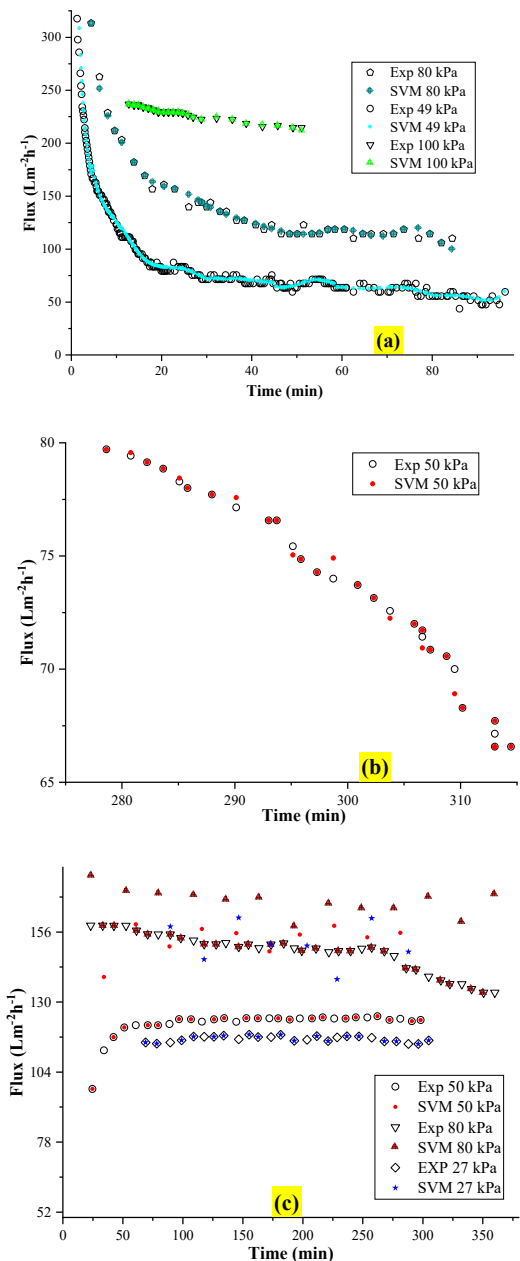 300
250
200
150
100
50
0
Flux (Lm⁻²h⁻¹)
Exp 80 kPa
SVM 80 kPa
Exp 49 kPa
SVM 49 kPa
Exp 100 kPa
SVM 100 kPa
(a)
0 20 40 60 80
Time (min)
80
75
70
65
Flux (Lm⁻²h⁻¹)
Exp 50 kPa
SVM 50 kPa
(b)
280 290 300 310
Time (min)
156
130
104
78
52
Flux (Lm⁻²h⁻¹)
Exp 50 kPa
SVM 50 kPa
Exp 80 kPa
SVM 80 kPa
EXP 27 kPa
SVM 27 kPa
(c)
0 50 100 150 200 250 300 350
Time (min)